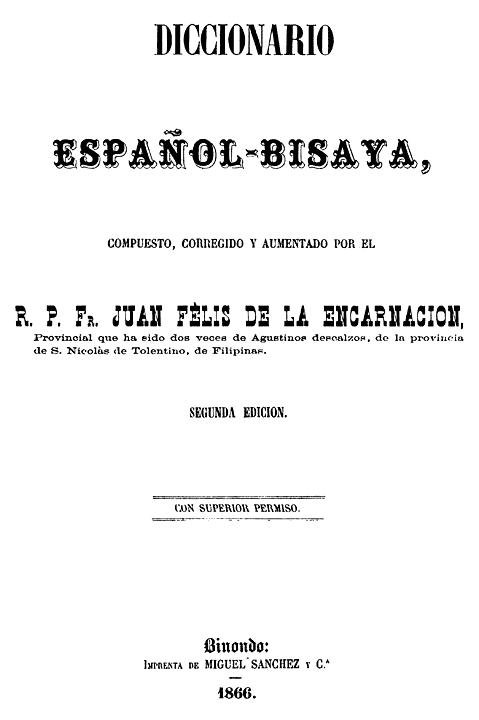 DICCIONARIO
ESPAÑOL-BISAYA,
COMPUESTO, CORREGIDO Y AUMENTADO POR EL
R. P. FR. JUAN FÉLIS DE LA ENCARNACION,
Provincial que ha sido dos veces de Agustinos descalzos, de la provincia
de S. Nicolàs de Tolentino, de Filipinas.
SEGUNDA EDICION.
CON SUPERIOR PERMISO.
Binondo:
IMPRENTA DE MIGUEL SANCHEZ Y C.ª
1866.